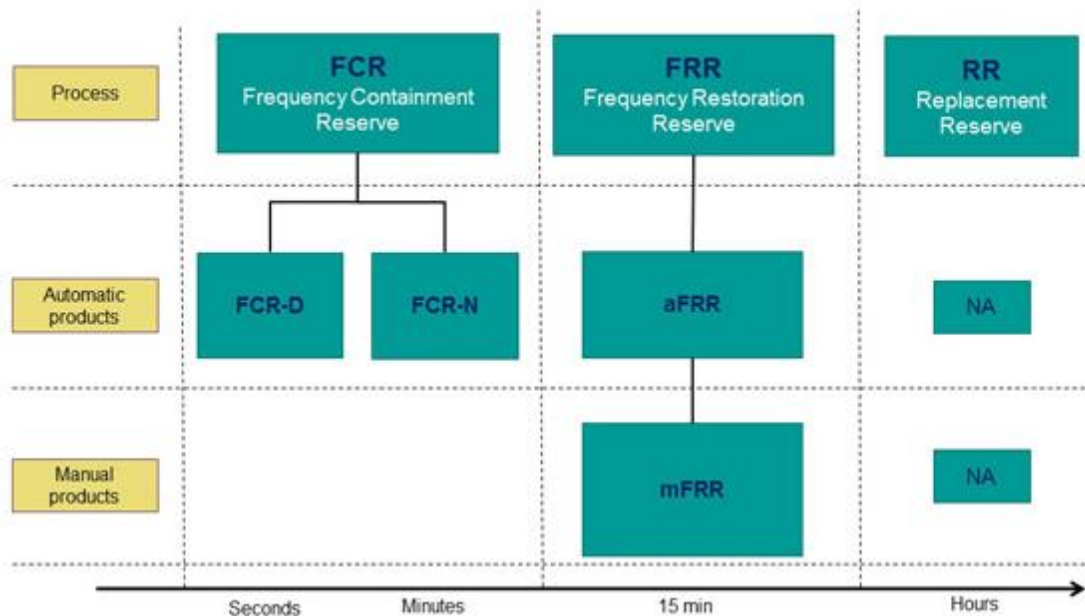 Process
FCR
Frequency Containment
Reserve
FRR
Frequency Restoration
Reserve
RR
Replacement
Reserve
Automatic
products
FCR-D
FCR-N
aFRR
NA
Manual
products
mFRR
NA
Seconds
Minutes
15 min
Hours